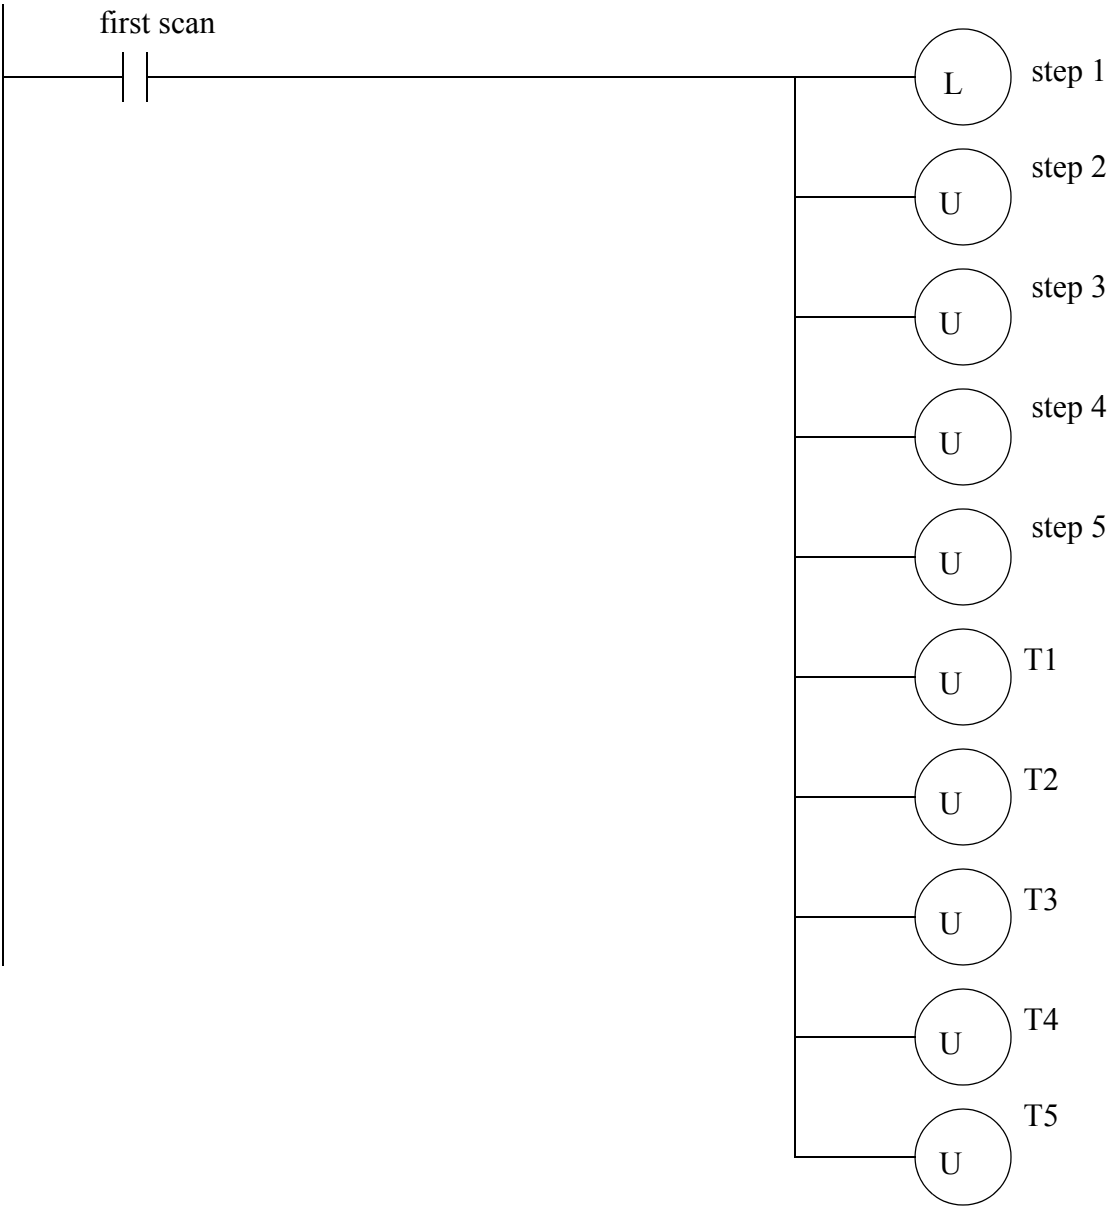 first scan
L step 1
U step 2
U step 3
U step 4
U step 5
U T1
U T2
U T3
U T4
U T5